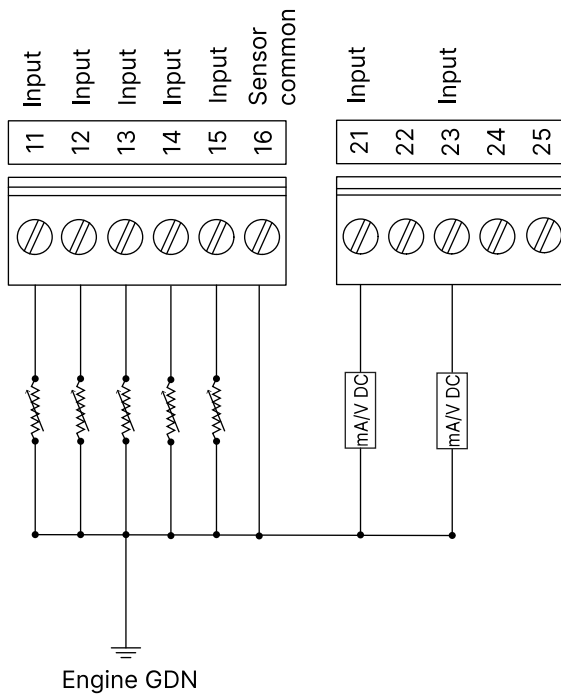 Input
Input
Input
Input
Input
Sensor
common
Input
Input
11
12
13
14
15
16
21
22
23
24
25
mA/V DC
mA/V DC
Engine GDN